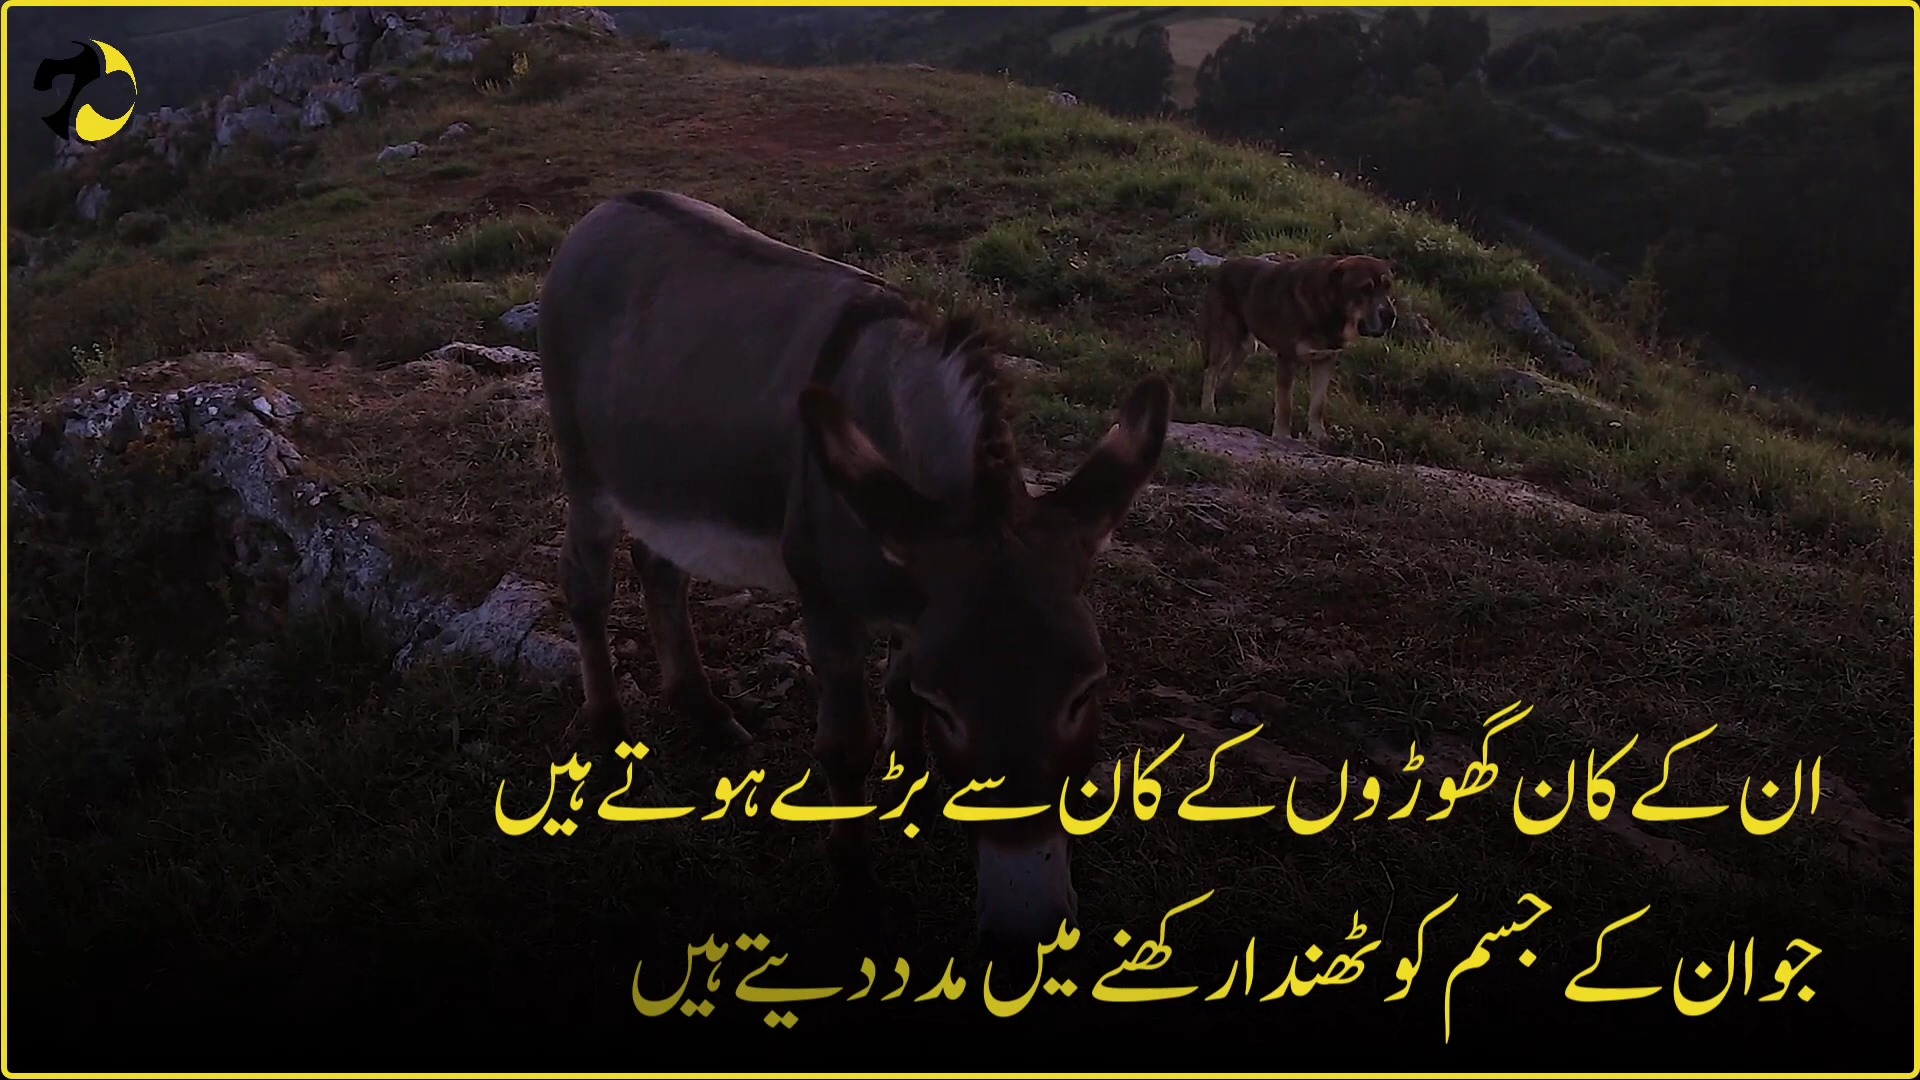 ان کے کان گھوڑوں کے کان سے بڑے ہوتے ہیں
جو ان کے جسم کو ٹھندا رکھنے میں مدد دیتے ہیں